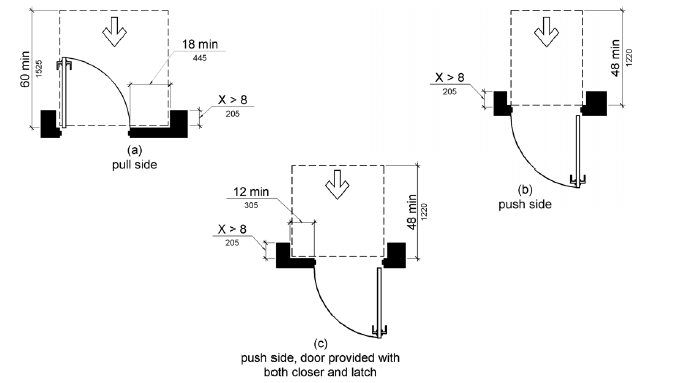 60 min
1525
18 min
445
X > 8
205
(a)
pull side
48 min
1220
X > 8
205
(b)
push side
12 min
305
X > 8
205
48 min
1220
(c)
push side, door provided with
both closer and latch